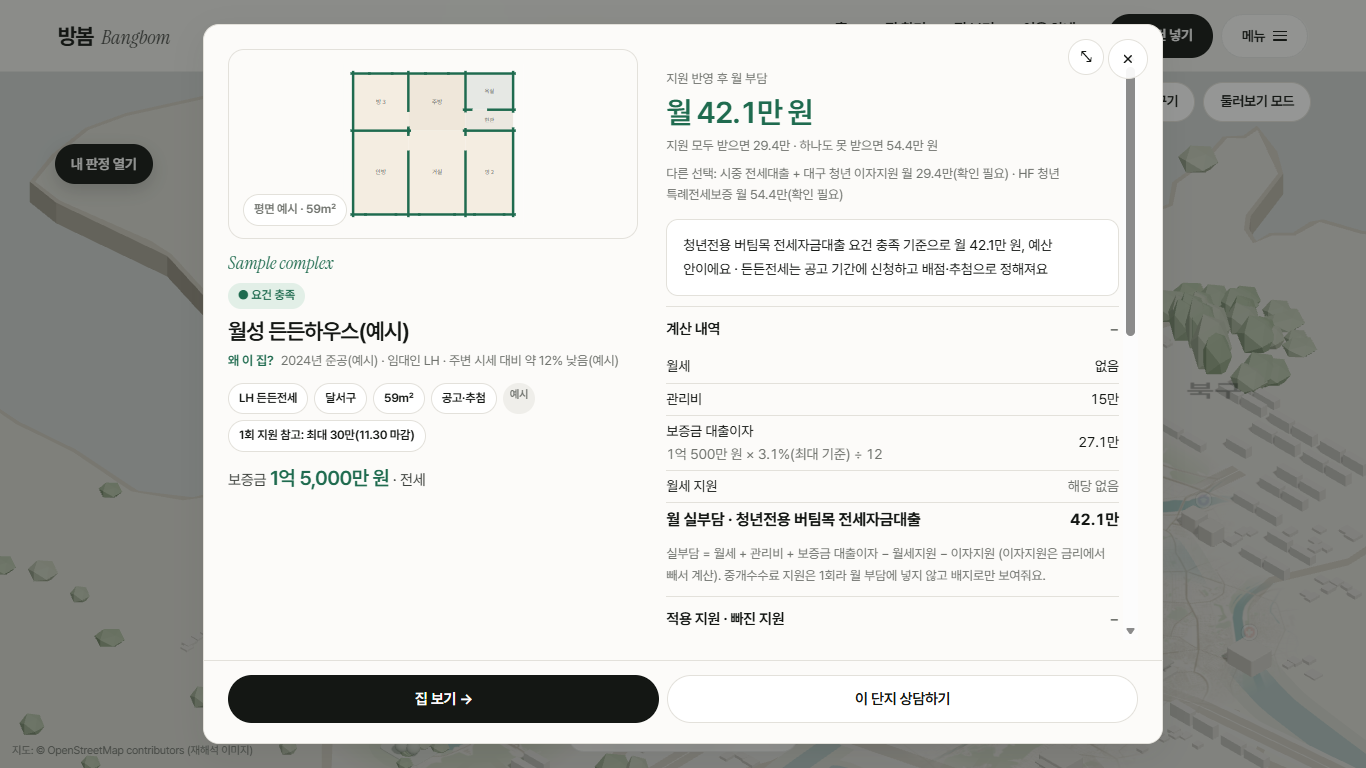 방봄 Bangbom
넣기
메뉴
둘러보기 모드
내 판정 열기
방 3
주방
욕실
현관
안방
거실
방 2
평면 예시 · 59m²
Sample complex
요건 충족
월성 든든하우스(예시)
왜 이 집? 2024년 준공(예시) · 임대인 LH · 주변 시세 대비 약 12% 낮음(예시)
LH 든든전세 달서구 59m² 공고·추첨 예시
1회 지원 참고: 최대 30만(11.30 마감)
보증금 1억 5,000만 원 · 전세
지원 반영 후 월 부담
월 42.1만 원
지원 모두 받으면 29.4만 · 하나도 못 받으면 54.4만 원
다른 선택: 시중 전세대출 + 대구 청년 이자지원 월 29.4만(확인 필요) · HF 청년
특례전세보증 월 54.4만(확인 필요)
청년전용 버팀목 전세자금대출 요건 충족 기준으로 월 42.1만 원, 예산
안이에요 · 든든전세는 공고 기간에 신청하고 배점·추첨으로 정해져요
계산 내역 –
월세 없음
관리비 15만
보증금 대출이자 27.1만
1억 500만 원 × 3.1%(최대 기준) ÷ 12
월세 지원 해당 없음
월 실부담 · 청년전용 버팀목 전세자금대출 42.1만
실부담 = 월세 + 관리비 + 보증금 대출이자 − 월세지원 − 이자지원 (이자지원은 금리에서
빼서 계산). 중개수수료 지원은 1회라 월 부담에 넣지 않고 배지로만 보여줘요.
적용 지원 · 빠진 지원 –
북구
집 보기 →
이 단지 상담하기
지도: © OpenStreetMap contributors (재해석 이미지)